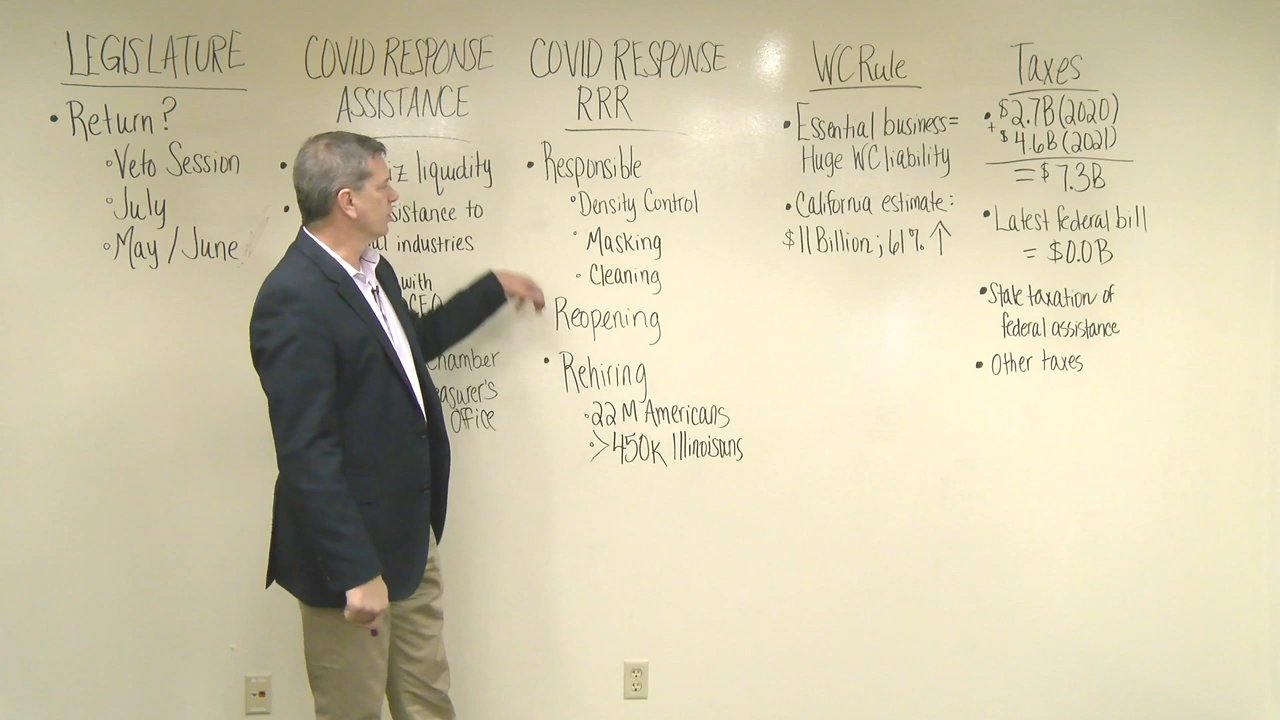 LEGISLATURE
• Return?
◦ Veto Session
◦ July
◦ May / June
COVID RESPONSE
ASSISTANCE
• liquidity
• to
industries
with
Chamber
Office
COVID RESPONSE
RRR
• Responsible
◦ Density Control
◦ Masking
◦ Cleaning
Reopening
• Rehiring
◦ 22 M Americans
◦ >450K Illinoisans
WC Rule
• Essential business=
Huge WC liability
• California estimate:
$11 Billion; 61% ↑
Taxes
• $2.7B (2020)
+ $4.6B (2021)
= $7.3B
• Latest federal bill
= $0.0B
• State taxation of
federal assistance
• Other taxes